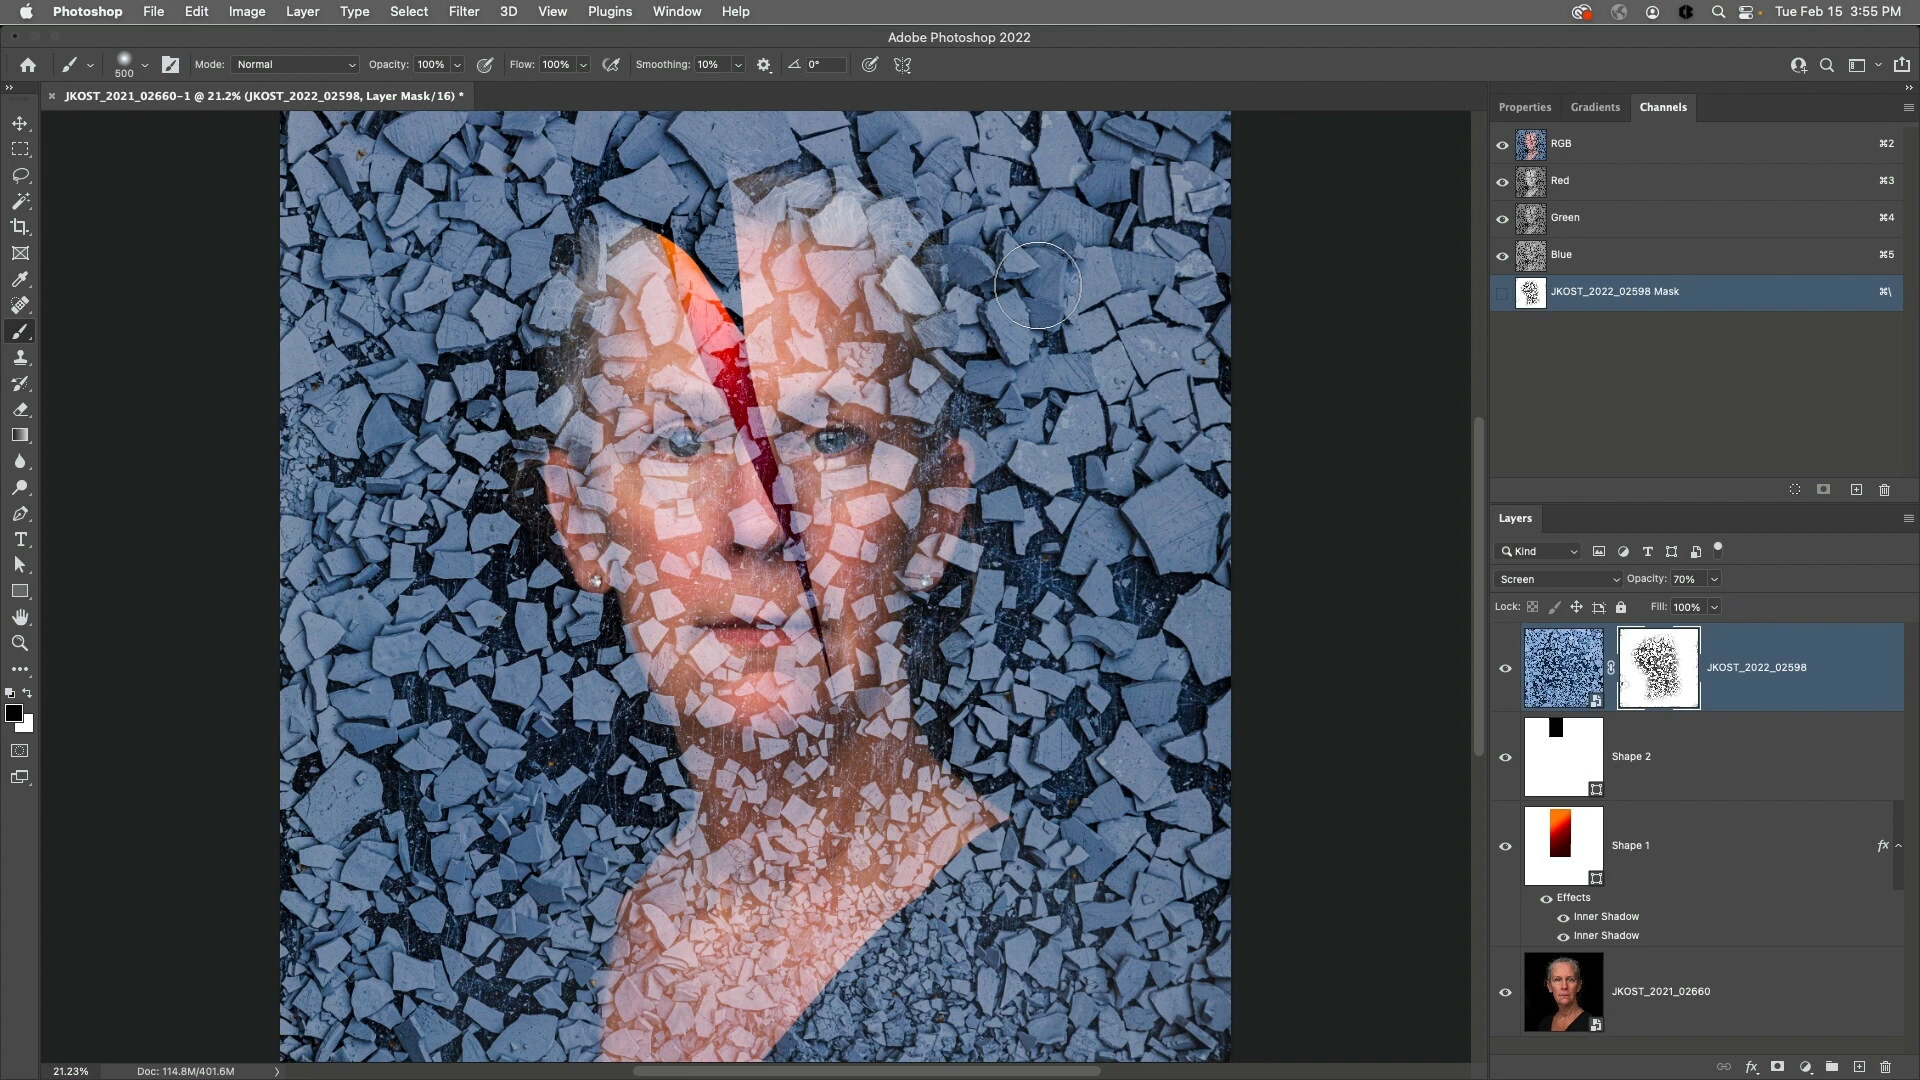 Photoshop File Edit Image Layer Type Select Filter 3D View Plugins Window Help Tue Feb 15 3:55 PM
Adobe Photoshop 2022
500 Mode: Normal Opacity: 100% Flow: 100% Smoothing: 10% 0°
JKOST_2021_02660-1 @ 21.2% (JKOST_2022_02598, Layer Mask/16) *
Properties Gradients Channels
RGB ⌘2
Red ⌘3
Green ⌘4
Blue ⌘5
JKOST_2022_02598 Mask ⌘\
Layers
Kind
Screen Opacity: 70%
Lock: Fill: 100%
JKOST_2022_02598
Shape 2
Shape 1 fx
Effects
Inner Shadow
Inner Shadow
JKOST_2021_02660
21.23% Doc: 114.8M/401.6M
fx